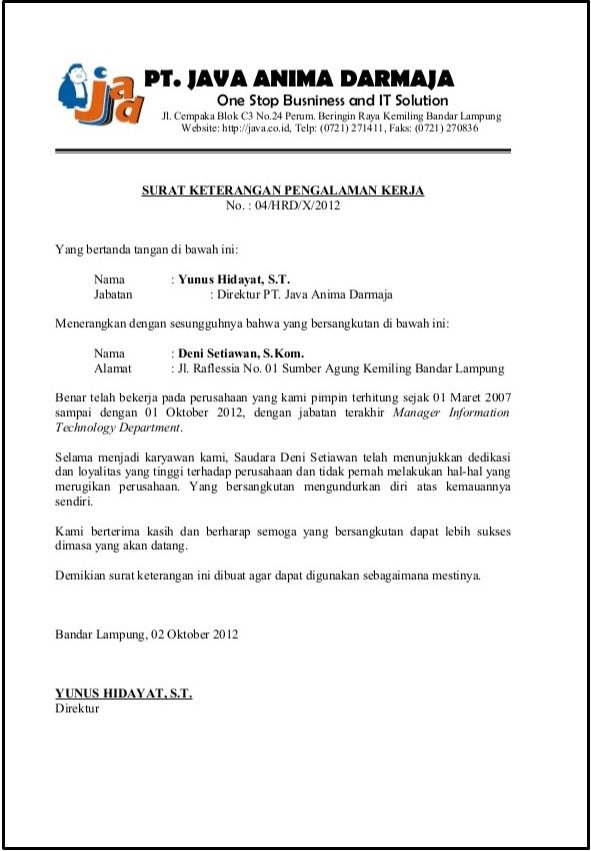 jad
PT. JAVA ANIMA DARMAJA
One Stop Busniness and IT Solution
Jl. Cempaka Blok C3 No.24 Perum. Beringin Raya Kemiling Bandar Lampung
Website: http://java.co.id, Telp: (0721) 271411, Faks: (0721) 270836
SURAT KETERANGAN PENGALAMAN KERJA
No. : 04/HRD/X/2012
Yang bertanda tangan di bawah ini:
Nama : Yunus Hidayat, S.T.
Jabatan : Direktur PT. Java Anima Darmaja
Menerangkan dengan sesungguhnya bahwa yang bersangkutan di bawah ini:
Nama : Deni Setiawan, S.Kom.
Alamat : Jl. Raflessia No. 01 Sumber Agung Kemiling Bandar Lampung
Benar telah bekerja pada perusahaan yang kami pimpin terhitung sejak 01 Maret 2007
sampai dengan 01 Oktober 2012, dengan jabatan terakhir Manager Information
Technology Department.
Selama menjadi karyawan kami, Saudara Deni Setiawan telah menunjukkan dedikasi
dan loyalitas yang tinggi terhadap perusahaan dan tidak pernah melakukan hal-hal yang
merugikan perusahaan. Yang bersangkutan mengundurkan diri atas kemauannya
sendiri.
Kami berterima kasih dan berharap semoga yang bersangkutan dapat lebih sukses
dimasa yang akan datang.
Demikian surat keterangan ini dibuat agar dapat digunakan sebagaimana mestinya.
Bandar Lampung, 02 Oktober 2012
YUNUS HIDAYAT, S.T.
Direktur